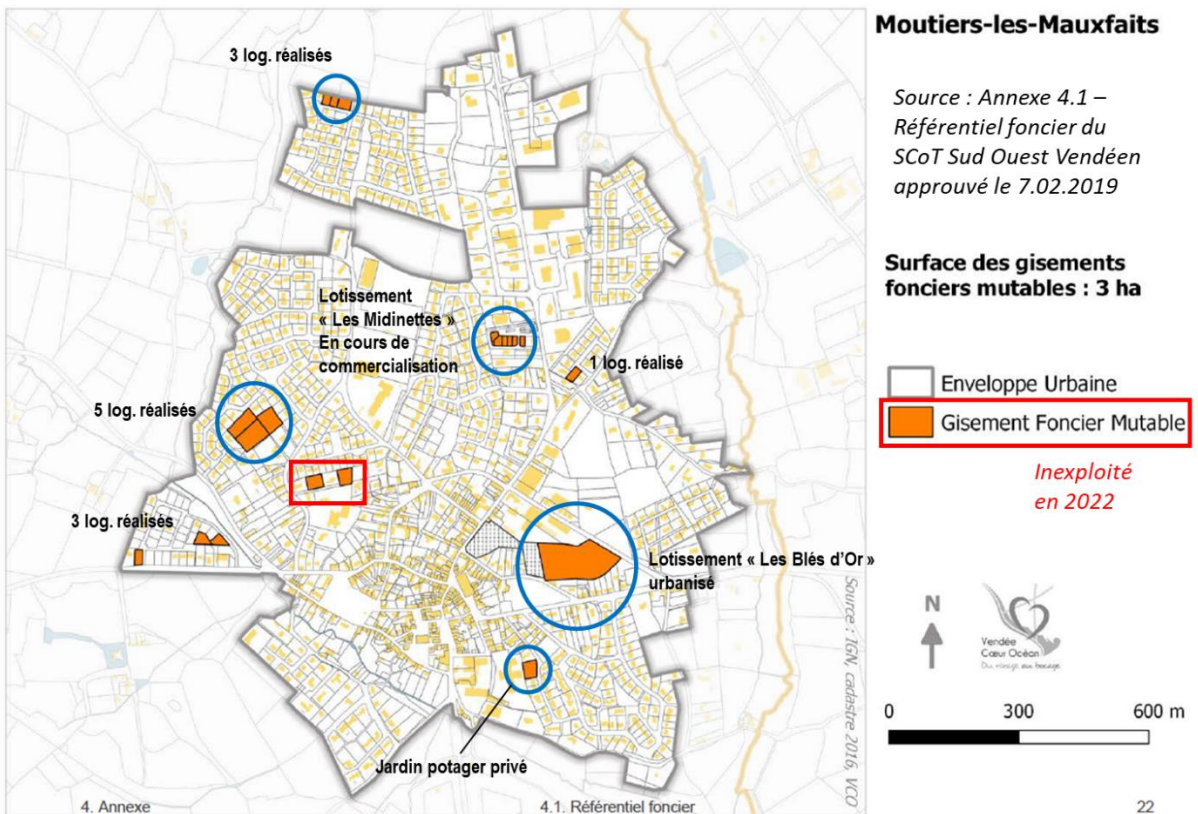 Moutiers-les-Mauxfaits
Source : Annexe 4.1 –
Référentiel foncier du
SCoT Sud Ouest Vendéen
approuvé le 7.02.2019
Surface des gisements
fonciers mutables : 3 ha
Enveloppe Urbaine
Gisement Foncier Mutable
Inexploité
en 2022
3 log. réalisés
Lotissement
« Les Midinettes »
En cours de
commercialisation
1 log. réalisé
5 log. réalisés
3 log. réalisés
Lotissement « Les Blés d'Or »
urbanisé
Jardin potager privé
Source : IGN, cadastre 2016, VCO
N
Vendée
Cœur Océan
Du rivage au bocage
0 300 600 m
4. Annexe
4.1. Référentiel foncier
22